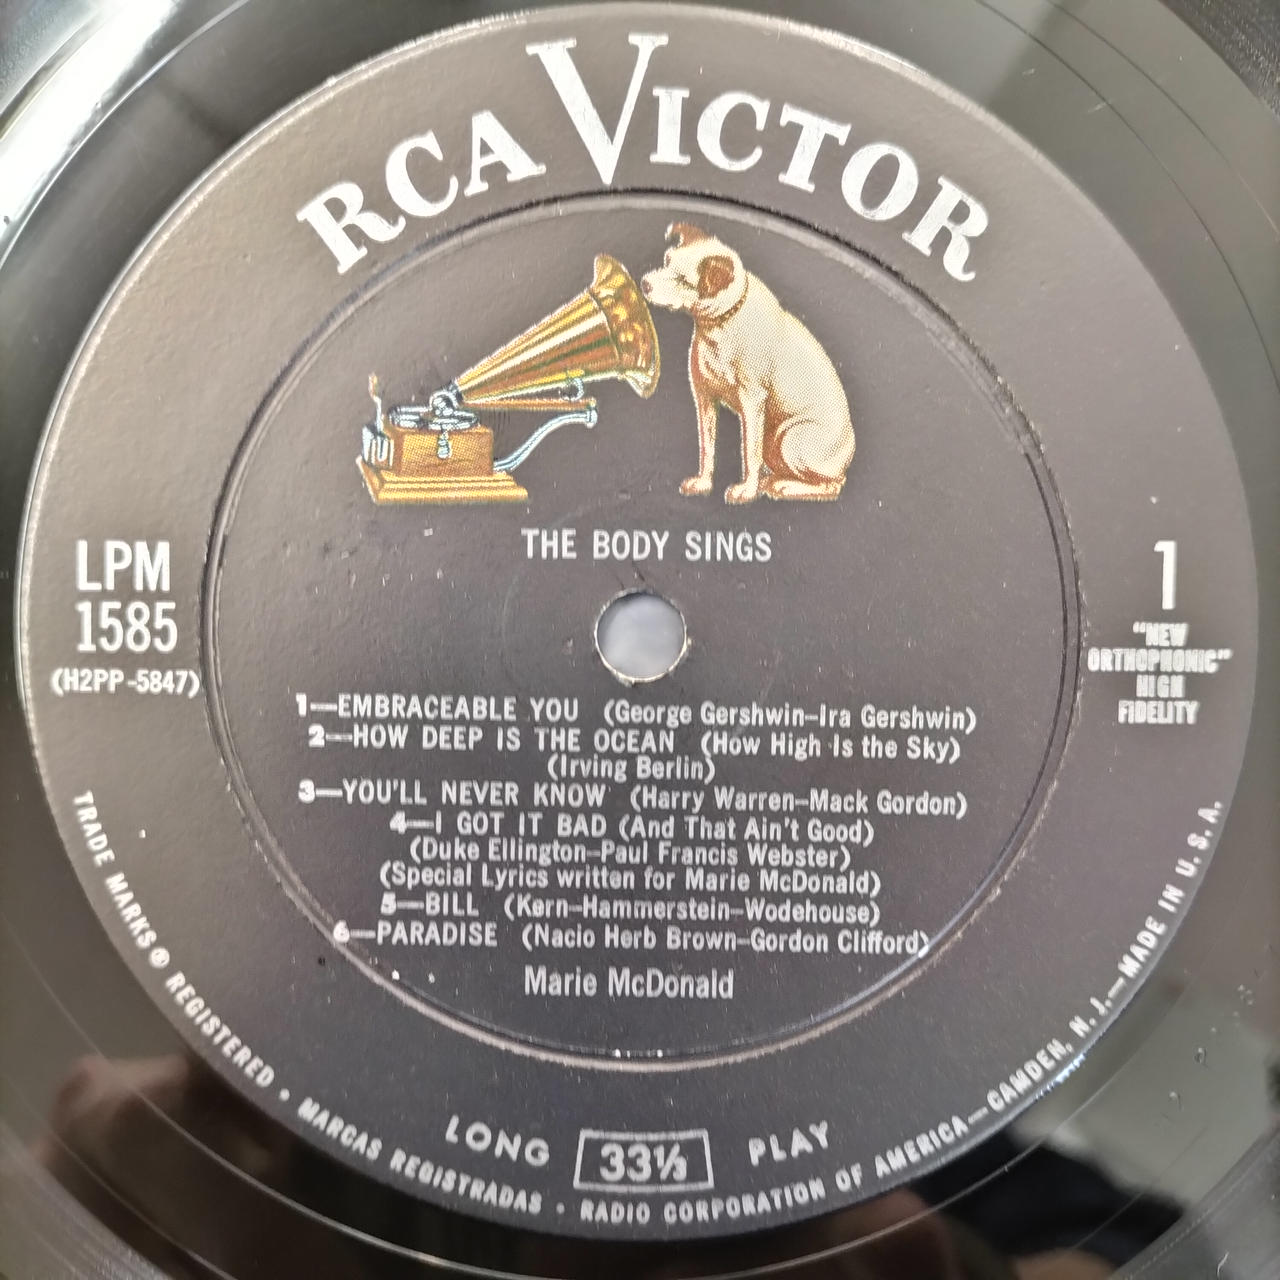 RCA VICTOR
THE BODY SINGS
LPM
1585
(H2PP-5847)
1
"NEW
ORTHOPHONIC"
HIGH
FIDELITY
1—EMBRACEABLE YOU (George Gershwin–Ira Gershwin)
2—HOW DEEP IS THE OCEAN (How High Is the Sky)
(Irving Berlin)
3—YOU'LL NEVER KNOW (Harry Warren–Mack Gordon)
4—I GOT IT BAD (And That Ain't Good)
(Duke Ellington–Paul Francis Webster)
(Special Lyrics written for Marie McDonald)
5—BILL (Kern–Hammerstein–Wodehouse)
6—PARADISE (Nacio Herb Brown–Gordon Clifford)
Marie McDonald
LONG 33⅓ PLAY
TRADE MARKS ® REGISTERED • MARCAS REGISTRADAS • RADIO CORPORATION OF AMERICA—CAMDEN, N. J.—MADE IN U. S. A.